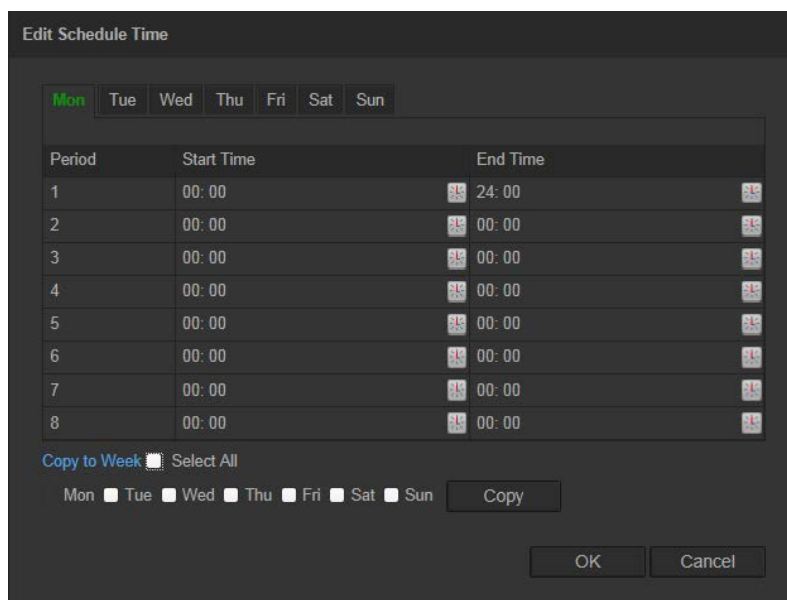 Edit Schedule Time
Mon Tue Wed Thu Fri Sat Sun
Period Start Time End Time
1 00: 00 24: 00
2 00: 00 00: 00
3 00: 00 00: 00
4 00: 00 00: 00
5 00: 00 00: 00
6 00: 00 00: 00
7 00: 00 00: 00
8 00: 00 00: 00
Copy to Week Select All
Mon Tue Wed Thu Fri Sat Sun Copy
OK Cancel